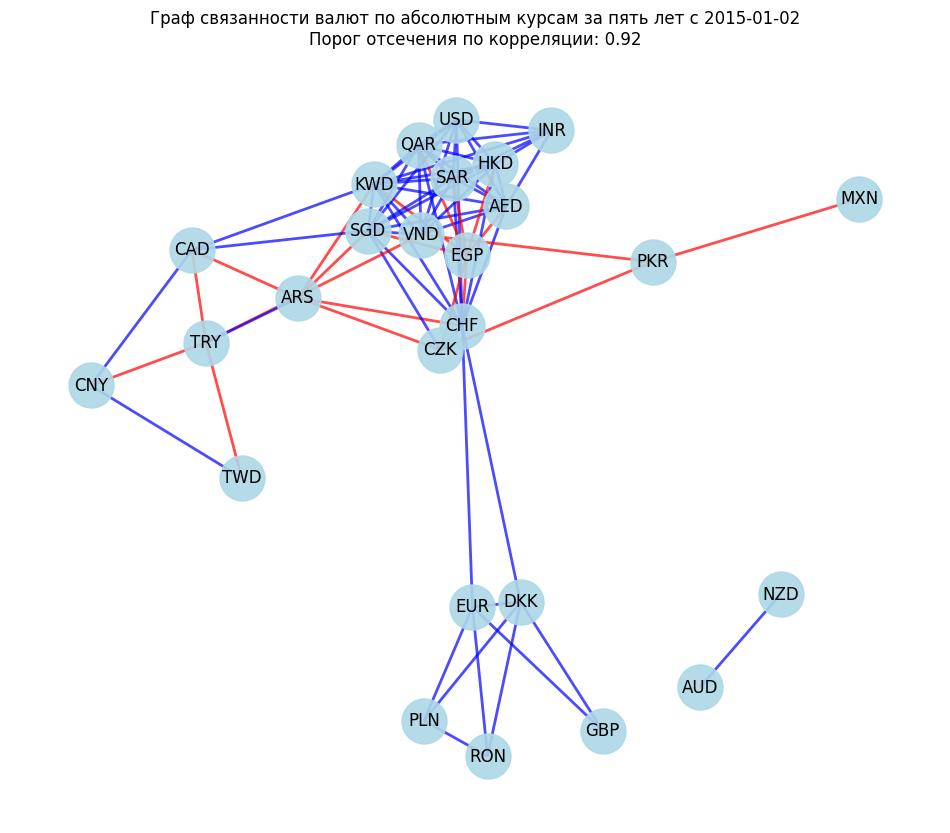 Граф связанности валют по абсолютным курсам за пять лет с 2015-01-02
Порог отсечения по корреляции: 0.92
USD
INR
QAR
HKD
SAR
KWD
MXN
AED
SGD
VND
CAD
EGP
PKR
ARS
CHF
TRY
CZK
CNY
TWD
NZD
DKK
EUR
AUD
PLN
GBP
RON